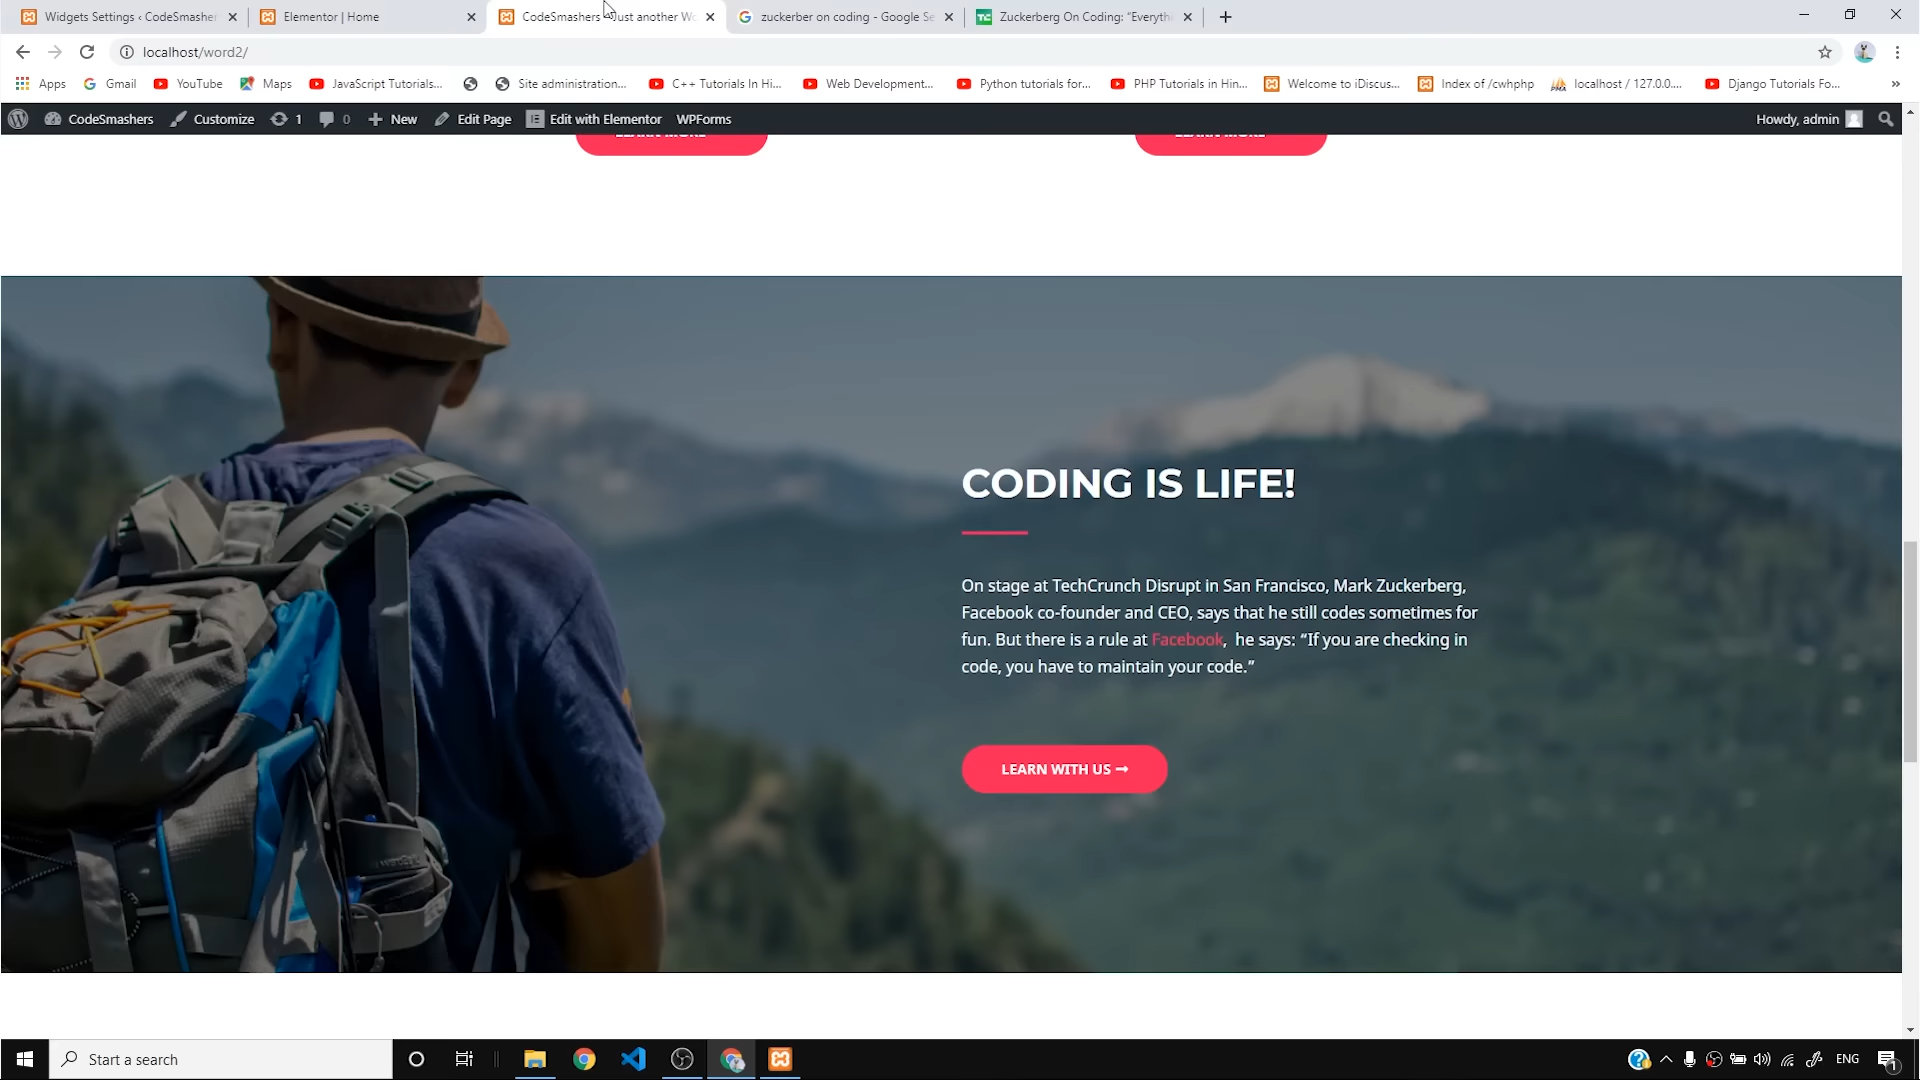 Widgets Settings ‹ CodeSmasher
Elementor | Home
CodeSmashers – Just another Wo
zuckerber on coding - Google Se
Zuckerberg On Coding: “Everythi
localhost/word2/
Apps
Gmail
YouTube
Maps
JavaScript Tutorials...
Site administration...
C++ Tutorials In Hi...
Web Development...
Python tutorials for...
PHP Tutorials in Hin...
Welcome to iDiscus...
Index of /cwhphp
localhost / 127.0.0....
Django Tutorials Fo...
»
CodeSmashers
Customize
1
0
New
Edit Page
Edit with Elementor
WPForms
Howdy, admin
LEARN MORE
LEARN MORE
CODING IS LIFE!
On stage at TechCrunch Disrupt in San Francisco, Mark Zuckerberg,
Facebook co-founder and CEO, says that he still codes sometimes for
fun. But there is a rule at Facebook, he says: “If you are checking in
code, you have to maintain your code.”
LEARN WITH US →
Start a search
ENG
1